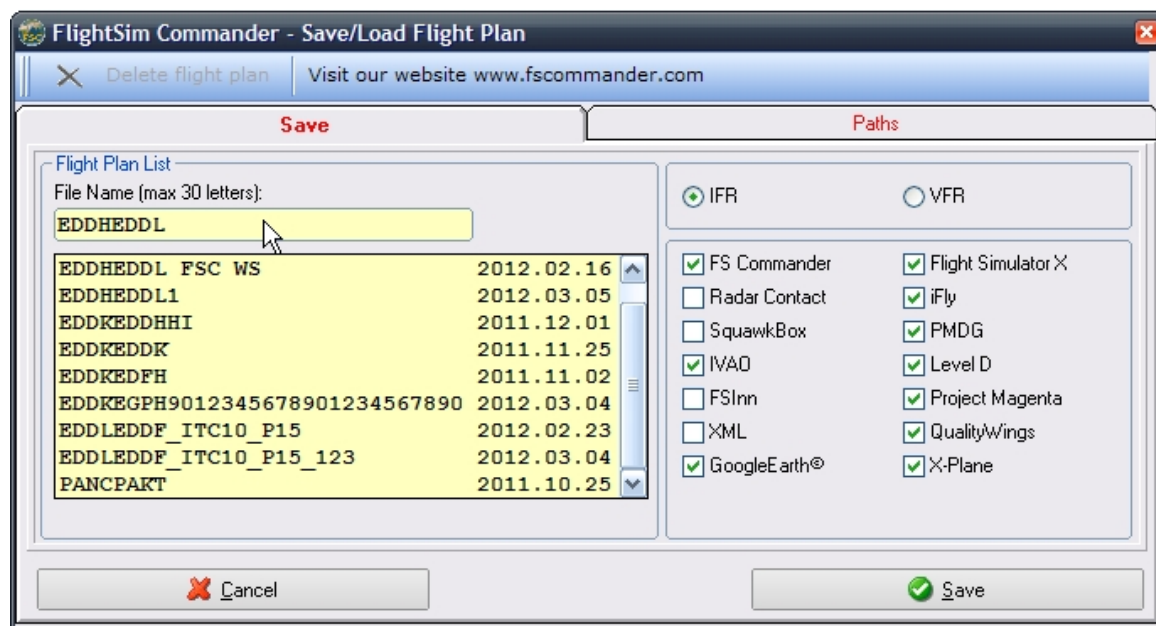 FlightSim Commander - Save/Load Flight Plan
Delete flight plan
Visit our website www.fscommander.com
Save
Paths
Flight Plan List
File Name (max 30 letters):
EDDHEDDL
EDDHEDDL FSC WS 2012.02.16
EDDHEDDL1 2012.03.05
EDDKEDDHHI 2011.12.01
EDDKEDDK 2011.11.25
EDDKEDFH 2011.11.02
EDDKEGPH9012345678901234567890 2012.03.04
EDDLEDDF_ITC10_P15 2012.02.23
EDDLEDDF_ITC10_P15_123 2012.03.04
PANCPAKT 2011.10.25
IFR
VFR
FS Commander
Flight Simulator X
Radar Contact
iFly
SquawkBox
PMDG
IVAO
Level D
FSInn
Project Magenta
XML
QualityWings
GoogleEarth©
X-Plane
Cancel
Save